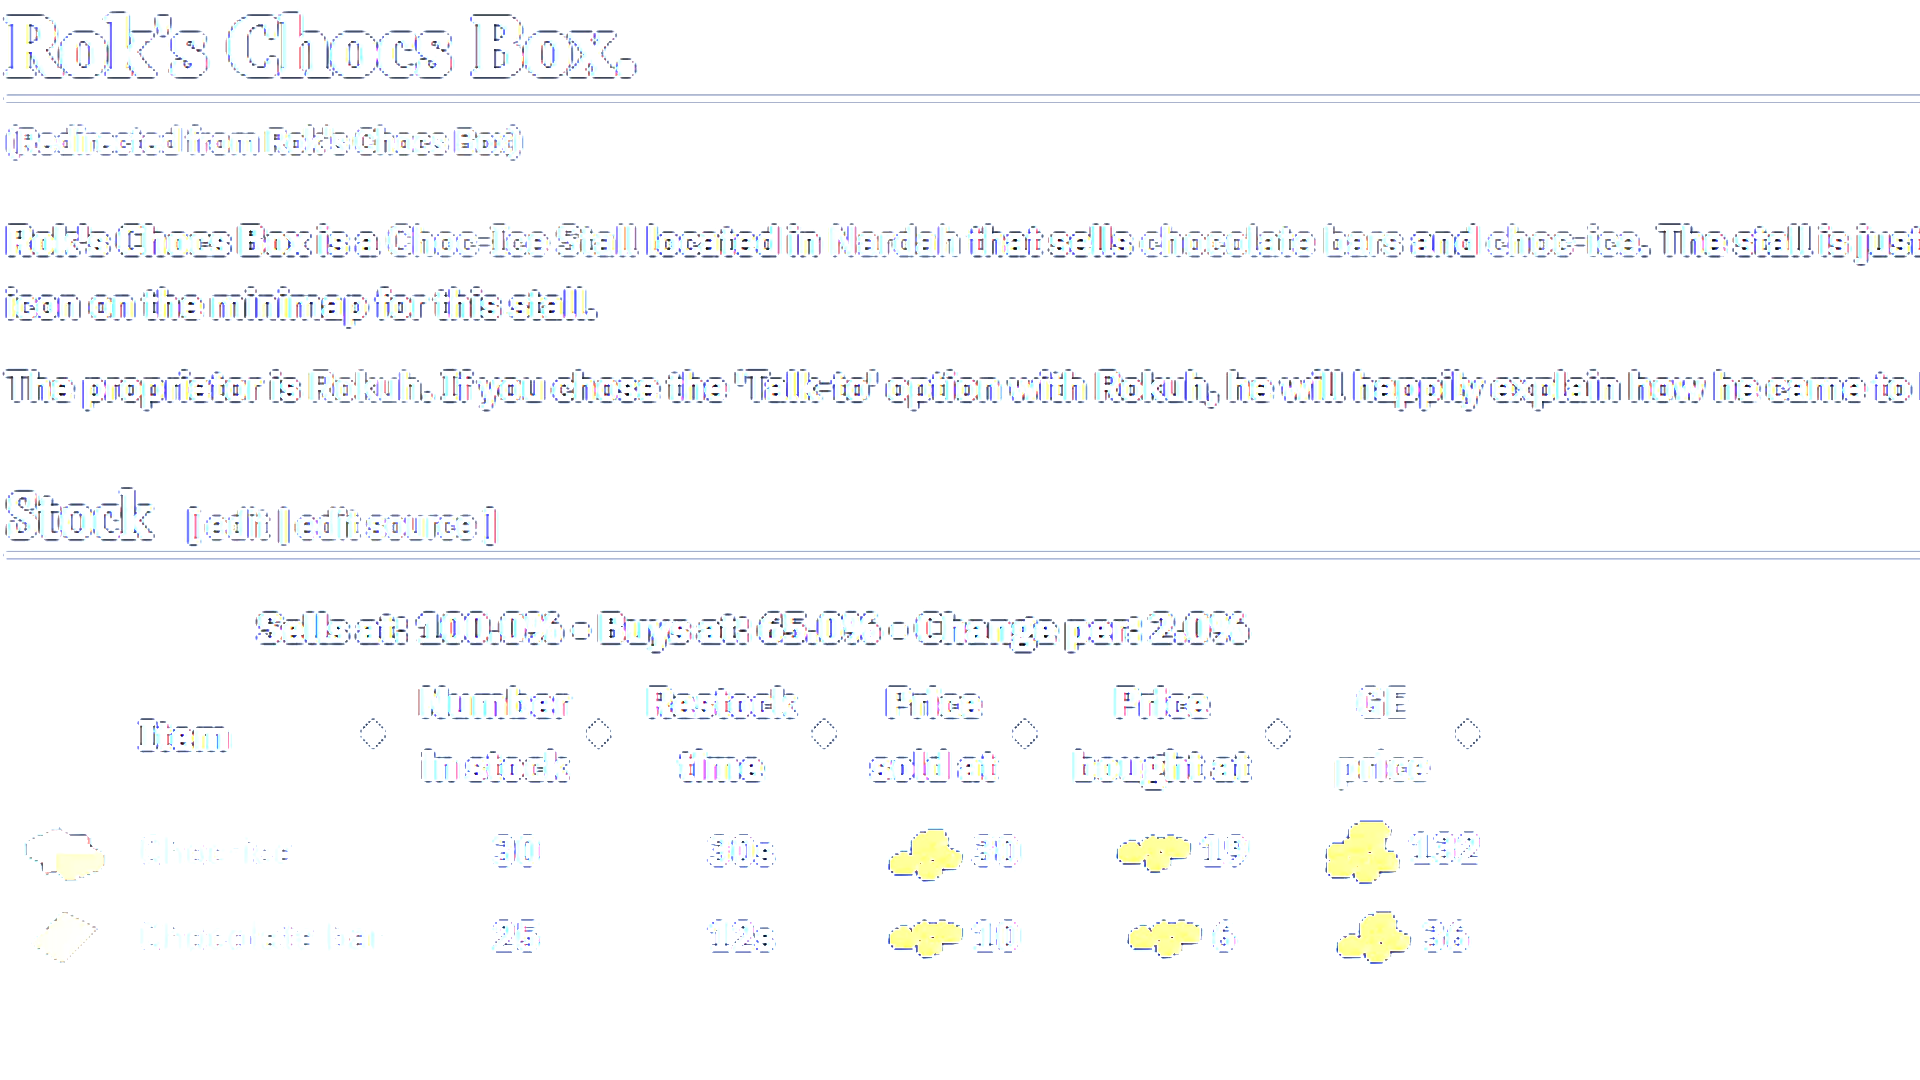 Rok's Chocs Box.
(Redirected from Rok's Chocs Box)
Rok's Chocs Box is a Choc-Ice Stall located in Nardah that sells chocolate bars and choc-ice. The stall is just
icon on the minimap for this stall.
The proprietor is Rokuh. If you chose the 'Talk-to' option with Rokuh, he will happily explain how he came to
Stock [ edit | edit source ]
Sells at: 100.0% • Buys at: 65.0% • Change per: 2.0%
Item Number in stock Restock time Price sold at Price bought at GE price
Choc-ice 30 30s 30 19 132
Chocolate bar 25 12s 10 6 36